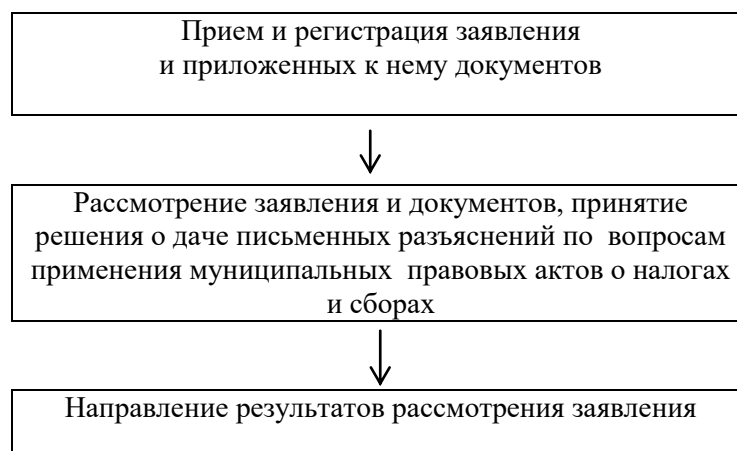 Прием и регистрация заявления
и приложенных к нему документов
Рассмотрение заявления и документов, принятие
решения о даче письменных разъяснений по вопросам
применения муниципальных правовых актов о налогах
и сборах
Направление результатов рассмотрения заявления